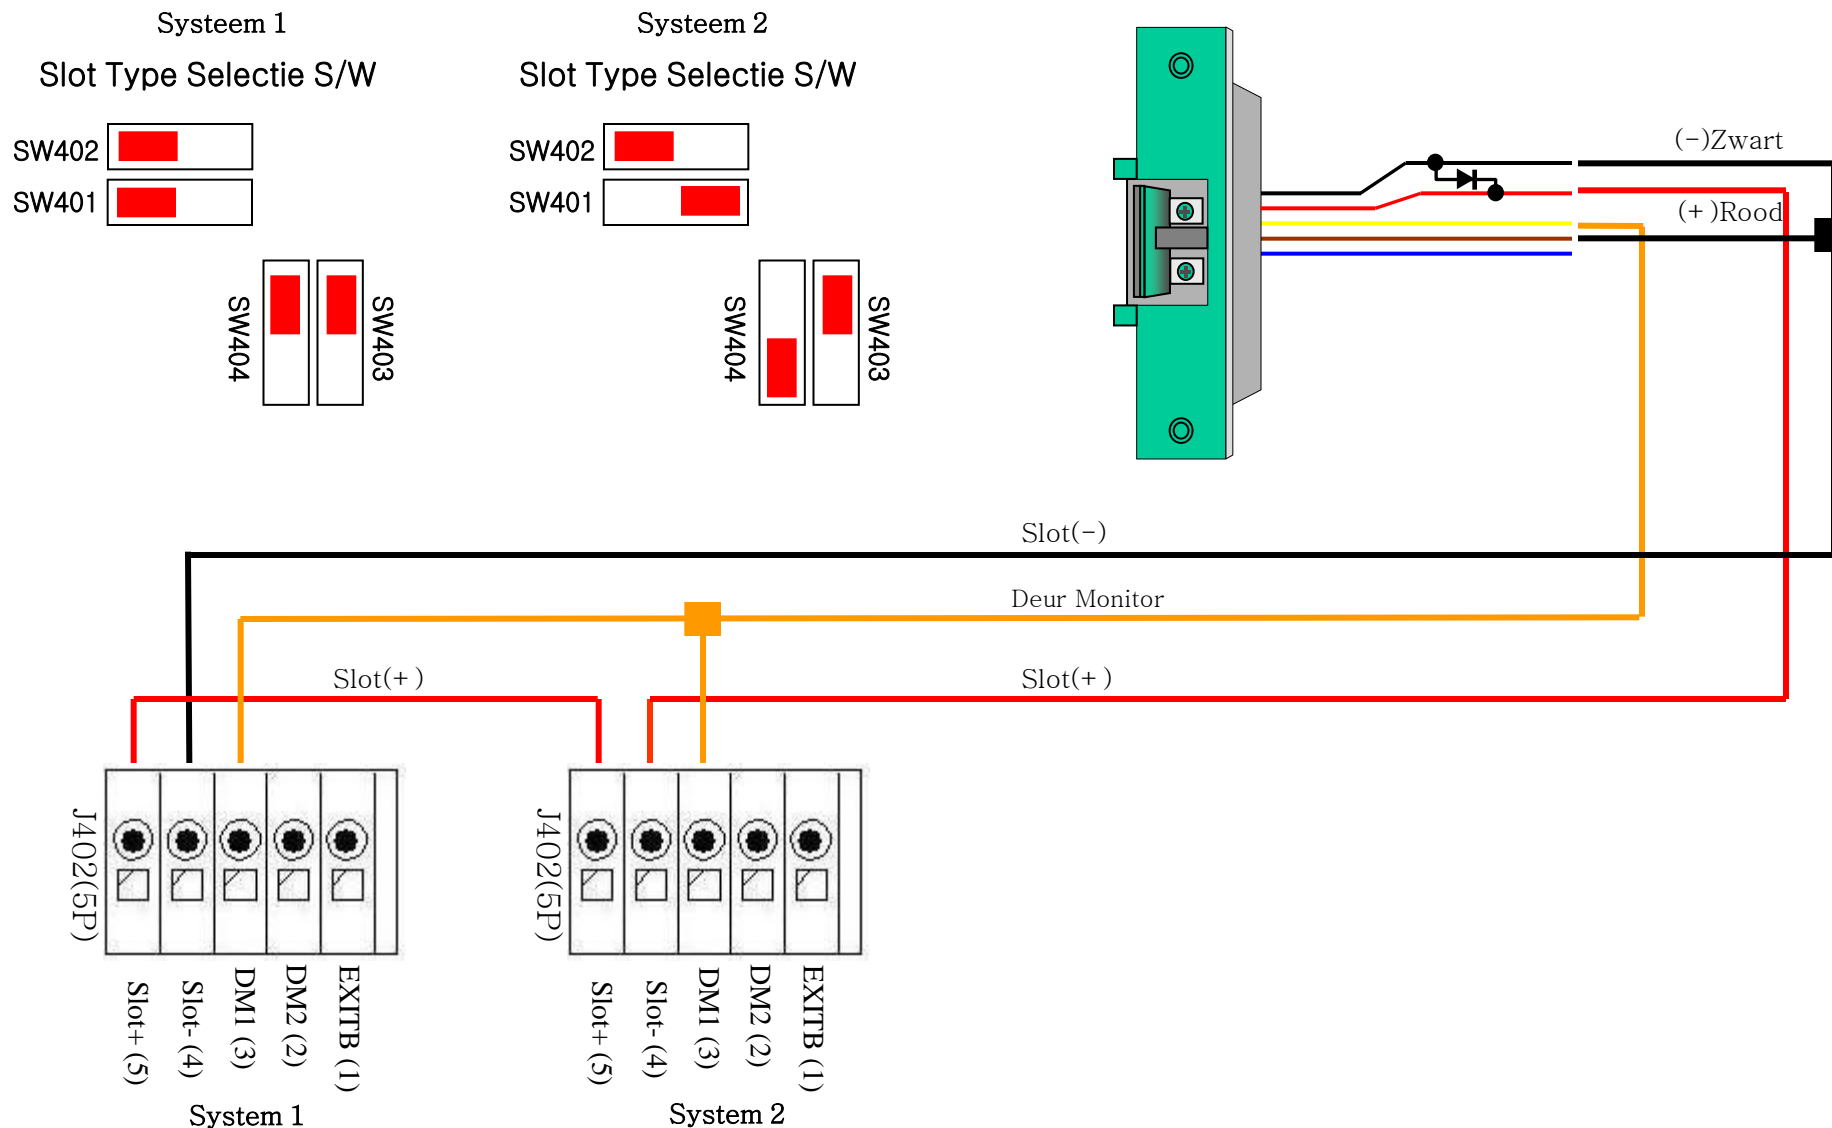 Systeem 1
Slot Type Selectie S/W
SW402
SW401
SW404
SW403
Systeem 2
Slot Type Selectie S/W
SW402
SW401
SW404
SW403
(-)Zwart
(+)Rood
Slot(-)
Deur Monitor
Slot(+)
Slot(+)
J402(5P)
Slot+ (5)
Slot- (4)
DM1 (3)
DM2 (2)
EXITB (1)
System 1
J402(5P)
Slot+ (5)
Slot- (4)
DM1 (3)
DM2 (2)
EXITB (1)
System 2